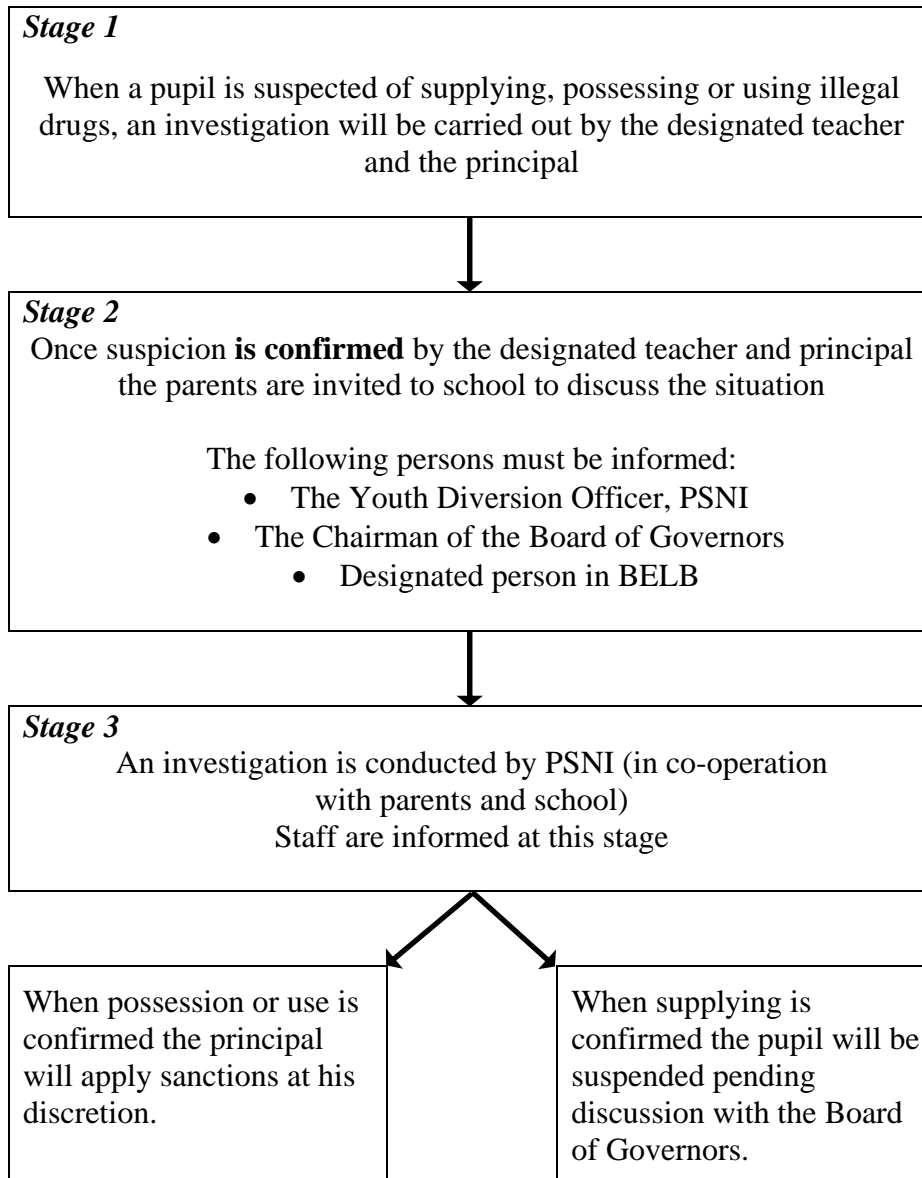 Stage 1
When a pupil is suspected of supplying, possessing or using illegal
drugs, an investigation will be carried out by the designated teacher
and the principal
Stage 2
Once suspicion is confirmed by the designated teacher and principal
the parents are invited to school to discuss the situation
The following persons must be informed:
• The Youth Diversion Officer, PSNI
• The Chairman of the Board of Governors
• Designated person in BELB
Stage 3
An investigation is conducted by PSNI (in co-operation
with parents and school)
Staff are informed at this stage
When possession or use is
confirmed the principal
will apply sanctions at his
discretion.
When supplying is
confirmed the pupil will be
suspended pending
discussion with the Board
of Governors.